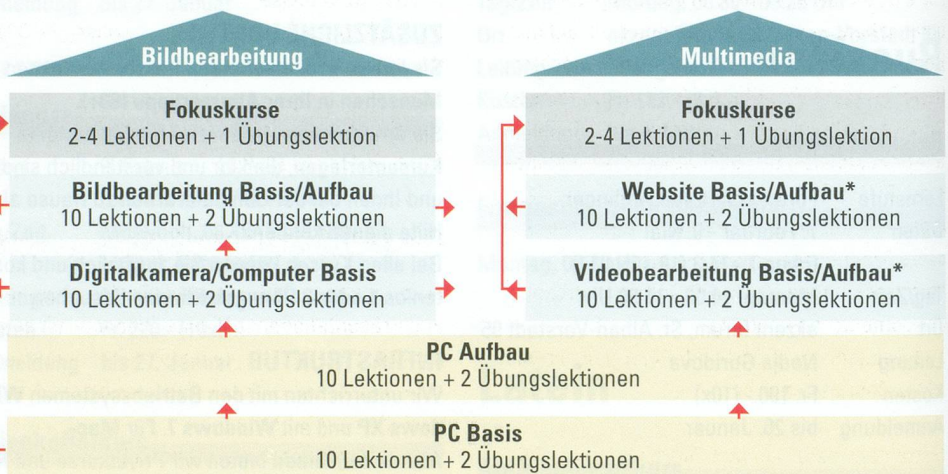 Bildbearbeitung
Fokuskurse
2-4 Lektionen + 1 Übungslektion
Bildbearbeitung Basis/Aufbau
10 Lektionen + 2 Übungslektionen
Digitalkamera/Computer Basis
10 Lektionen + 2 Übungslektionen
Multimedia
Fokuskurse
2-4 Lektionen + 1 Übungslektion
Website Basis/Aufbau*
10 Lektionen + 2 Übungslektionen
Videobearbeitung Basis/Aufbau*
10 Lektionen + 2 Übungslektionen
PC Aufbau
10 Lektionen + 2 Übungslektionen
PC Basis
10 Lektionen + 2 Übungslektionen